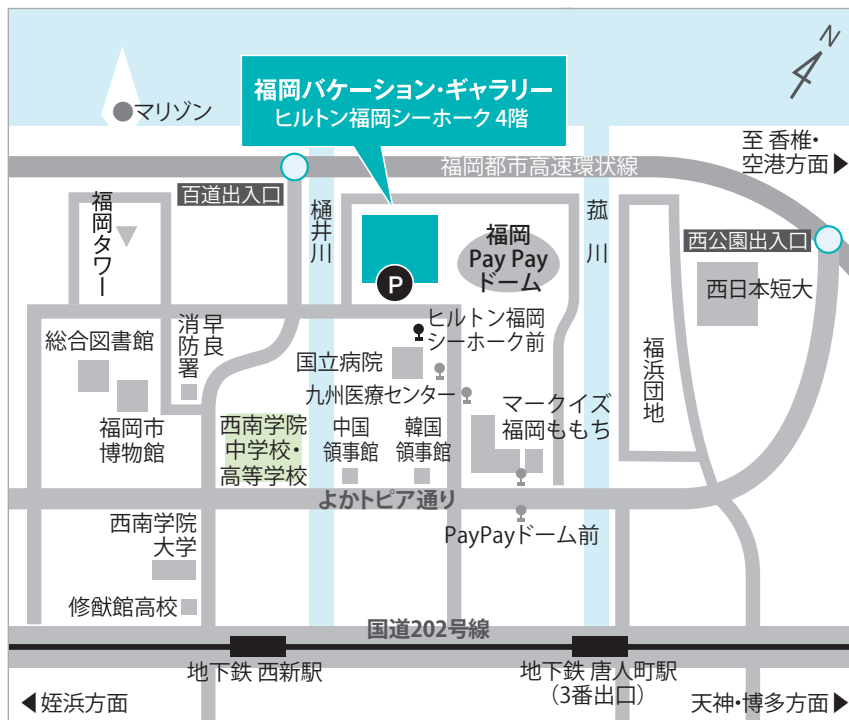 N
福岡バケーション・ギャラリー
ヒルトン福岡シーホーク 4階
マリゾン
至 香椎・
空港方面▶
福岡都市高速環状線
百道出入口
福岡タワー
樋井川
福岡
Pay Pay
ドーム
菰川
西公園出入口
西日本短大
P
ヒルトン福岡
シーホーク前
総合図書館
早良
消防署
国立病院
九州医療センター
福浜団地
福岡市
博物館
西南学院
中学校・
高等学校
中国
領事館
韓国
領事館
マークイズ
福岡ももち
よかトピア通り
西南学院
大学
PayPayドーム前
修猷館高校
国道202号線
地下鉄 西新駅
地下鉄 唐人町駅
（3番出口）
◀姪浜方面
天神・博多方面▶